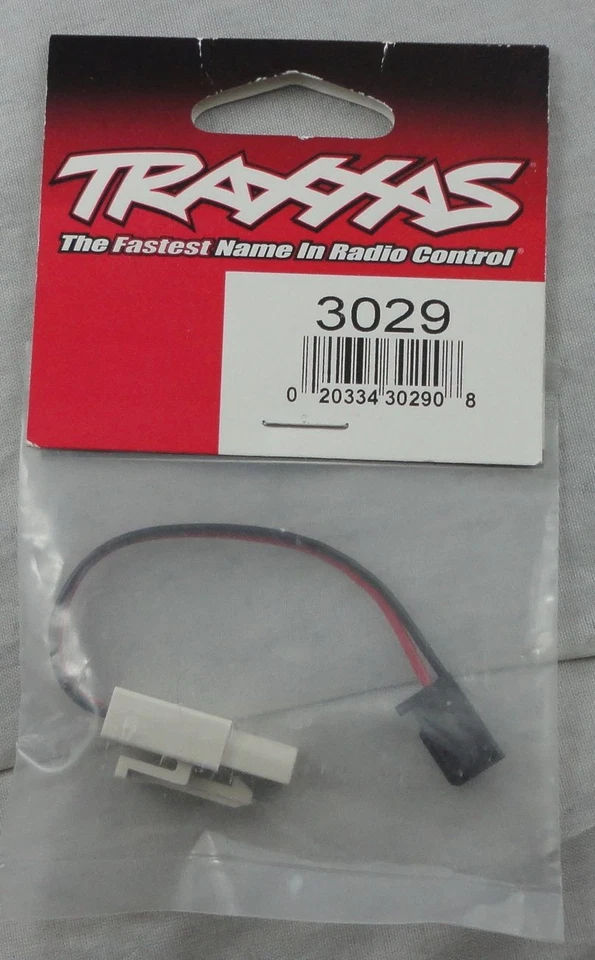 TRAXXAS®
The Fastest Name In Radio Control®
3029
0 20334 30290 8